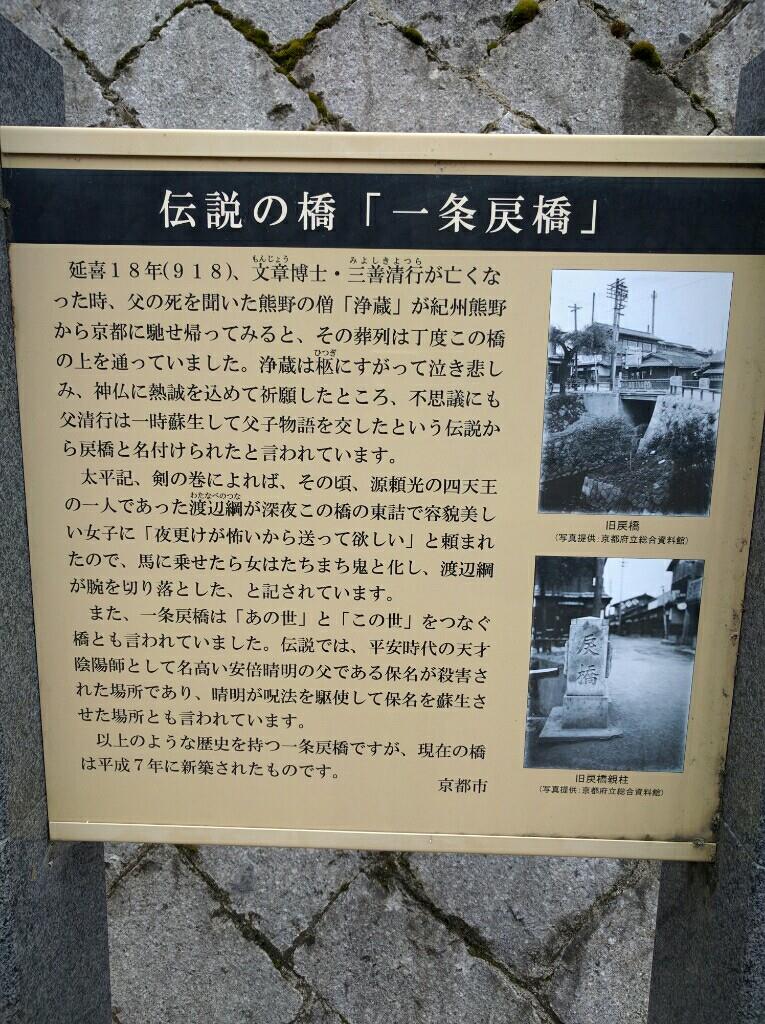 伝説の橋「一条戻橋」
延喜18年(918)、文章博士・三善清行が亡くな
もんじょう
みよしきよつら
った時、父の死を聞いた熊野の僧「浄蔵」が紀州熊野
から京都に馳せ帰ってみると、その葬列は丁度この橋
の上を通っていました。浄蔵は柩にすがって泣き悲し
ひつぎ
み、神仏に熱誠を込めて祈願したところ、不思議にも
父清行は一時蘇生して父子物語を交したという伝説か
ら戻橋と名付けられたと言われています。
太平記、剣の巻によれば、その頃、源頼光の四天王
の一人であった渡辺綱が深夜この橋の東詰で容貌美し
わたなべのつな
い女子に「夜更けが怖いから送って欲しい」と頼まれ
たので、馬に乗せたら女はたちまち鬼と化し、渡辺綱
が腕を切り落とした、と記されています。
また、一条戻橋は「あの世」と「この世」をつなぐ
橋とも言われていました。伝説では、平安時代の天才
陰陽師として名高い安倍晴明の父である保名が殺害さ
れた場所であり、晴明が呪法を駆使して保名を蘇生さ
せた場所とも言われています。
以上のような歴史を持つ一条戻橋ですが、現在の橋
は平成7年に新築されたものです。
京都市
旧戻橋
(写真提供:京都府立総合資料館)
戻橋
旧戻橋親柱
(写真提供:京都府立総合資料館)